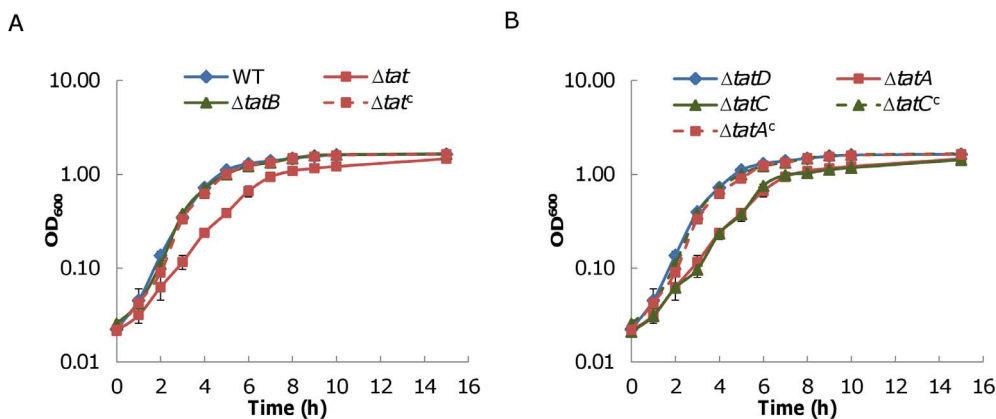 A
WT
Δtat
ΔtatB
Δtatᶜ
10.00
1.00
0.10
0.01
OD₆₀₀
0 2 4 6 8 10 12 14 16
Time (h)
B
ΔtatD
ΔtatA
ΔtatC
ΔtatCᶜ
ΔtatAᶜ
10.00
1.00
0.10
0.01
OD⁶⁰⁰
0 2 4 6 8 10 12 14 16
Time (h)